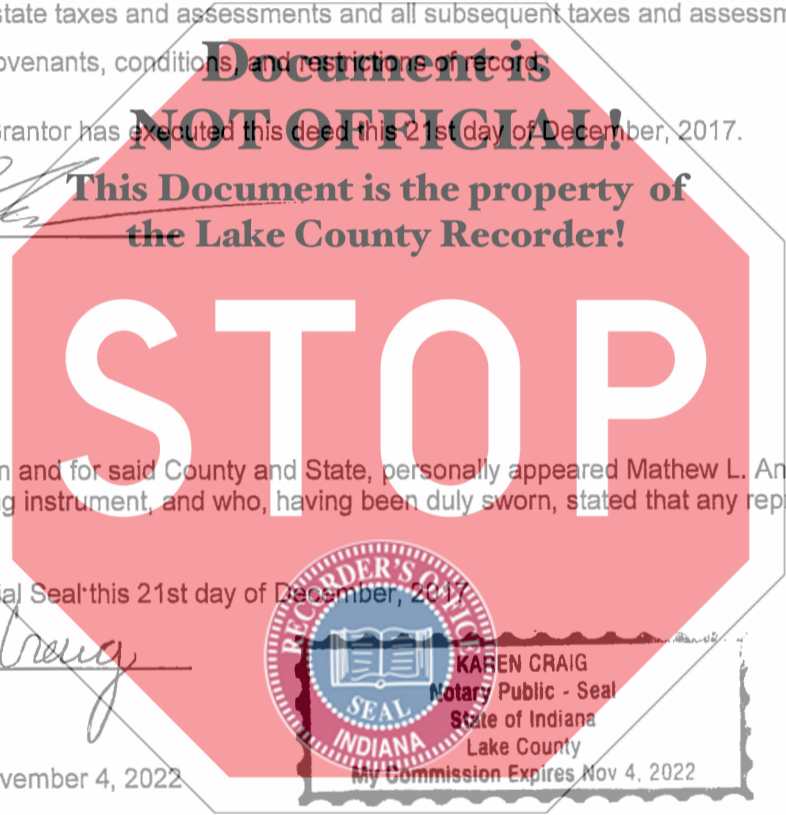 state taxes and assessments and all subsequent taxes and assessm
ovenants, conditions, and restrictions of record.
Document is
NOT OFFICIAL!
Grantor has executed this deed this 21st day of December, 2017.
This Document is the property of
the Lake County Recorder!
STOP
n and for said County and State, personally appeared Mathew L. An
g instrument, and who, having been duly sworn, stated that any rep
ial Seal this 21st day of December, 2017
Craig
RECORDER'S OFFICE
SEAL
INDIANA
KAREN CRAIG
Notary Public - Seal
State of Indiana
Lake County
My Commission Expires Nov 4, 2022
vember 4, 2022